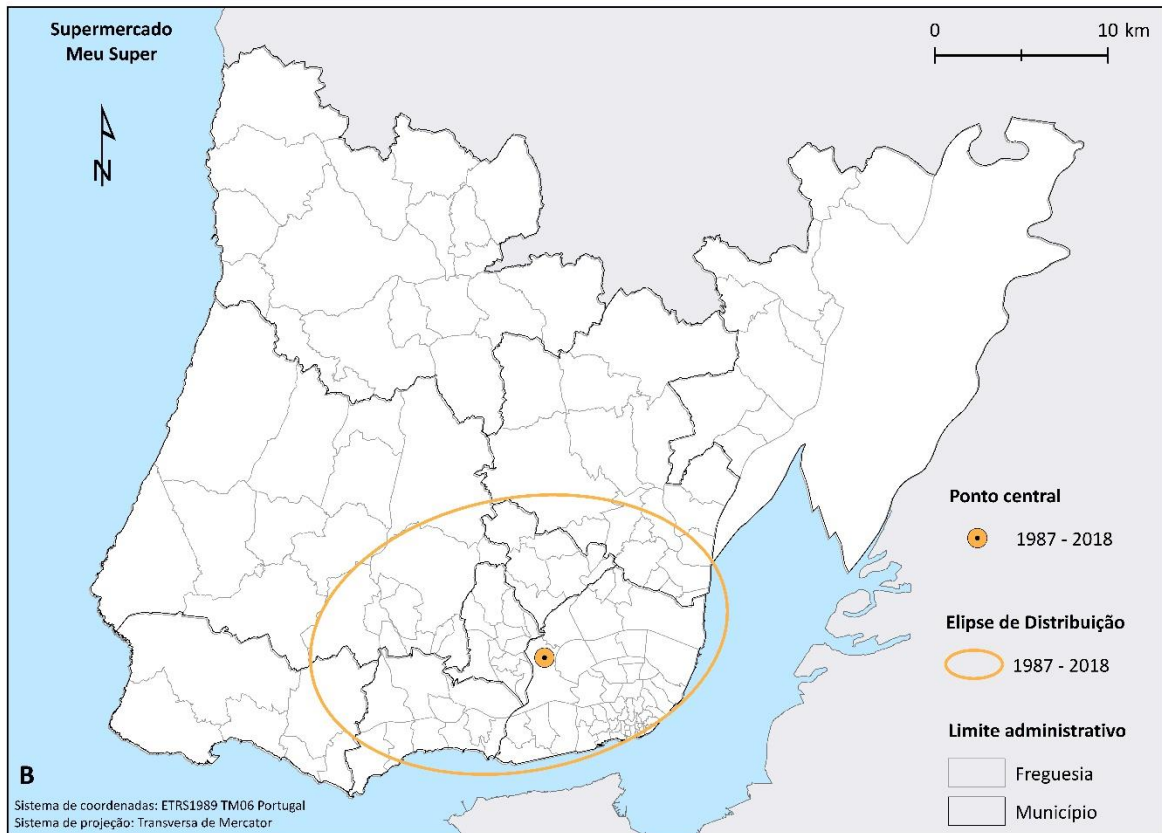 Supermercado
Meu Super
N
0 10 km
Ponto central
1987 - 2018
Elipse de Distribuição
1987 - 2018
Limite administrativo
Freguesia
Município
B
Sistema de coordenadas: ETRS1989 TM06 Portugal
Sistema de projeção: Transversa de Mercator